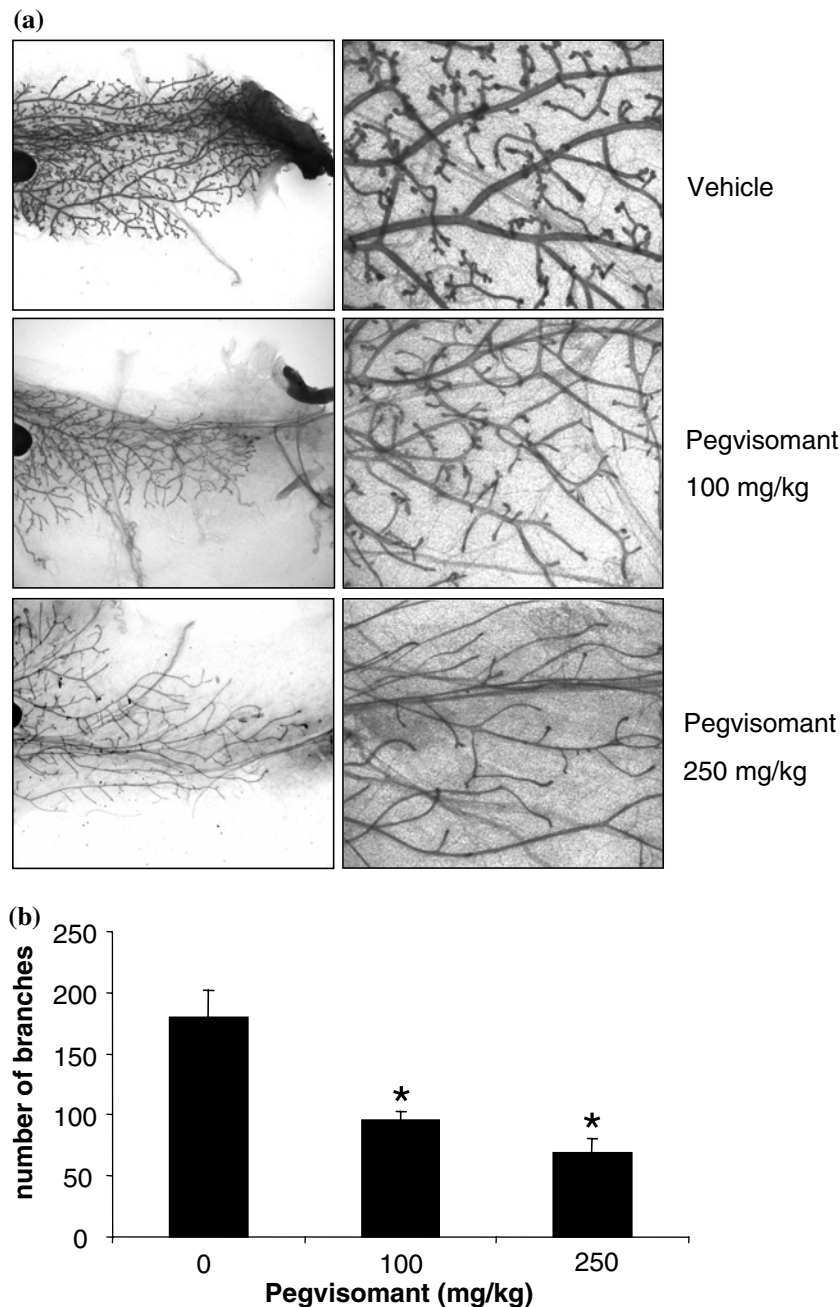 (a)
Vehicle
Pegvisomant
100 mg/kg
Pegvisomant
250 mg/kg
(b)
250
200
150
100
50
0
number of branches
*
*
0 100 250
Pegvisomant (mg/kg)